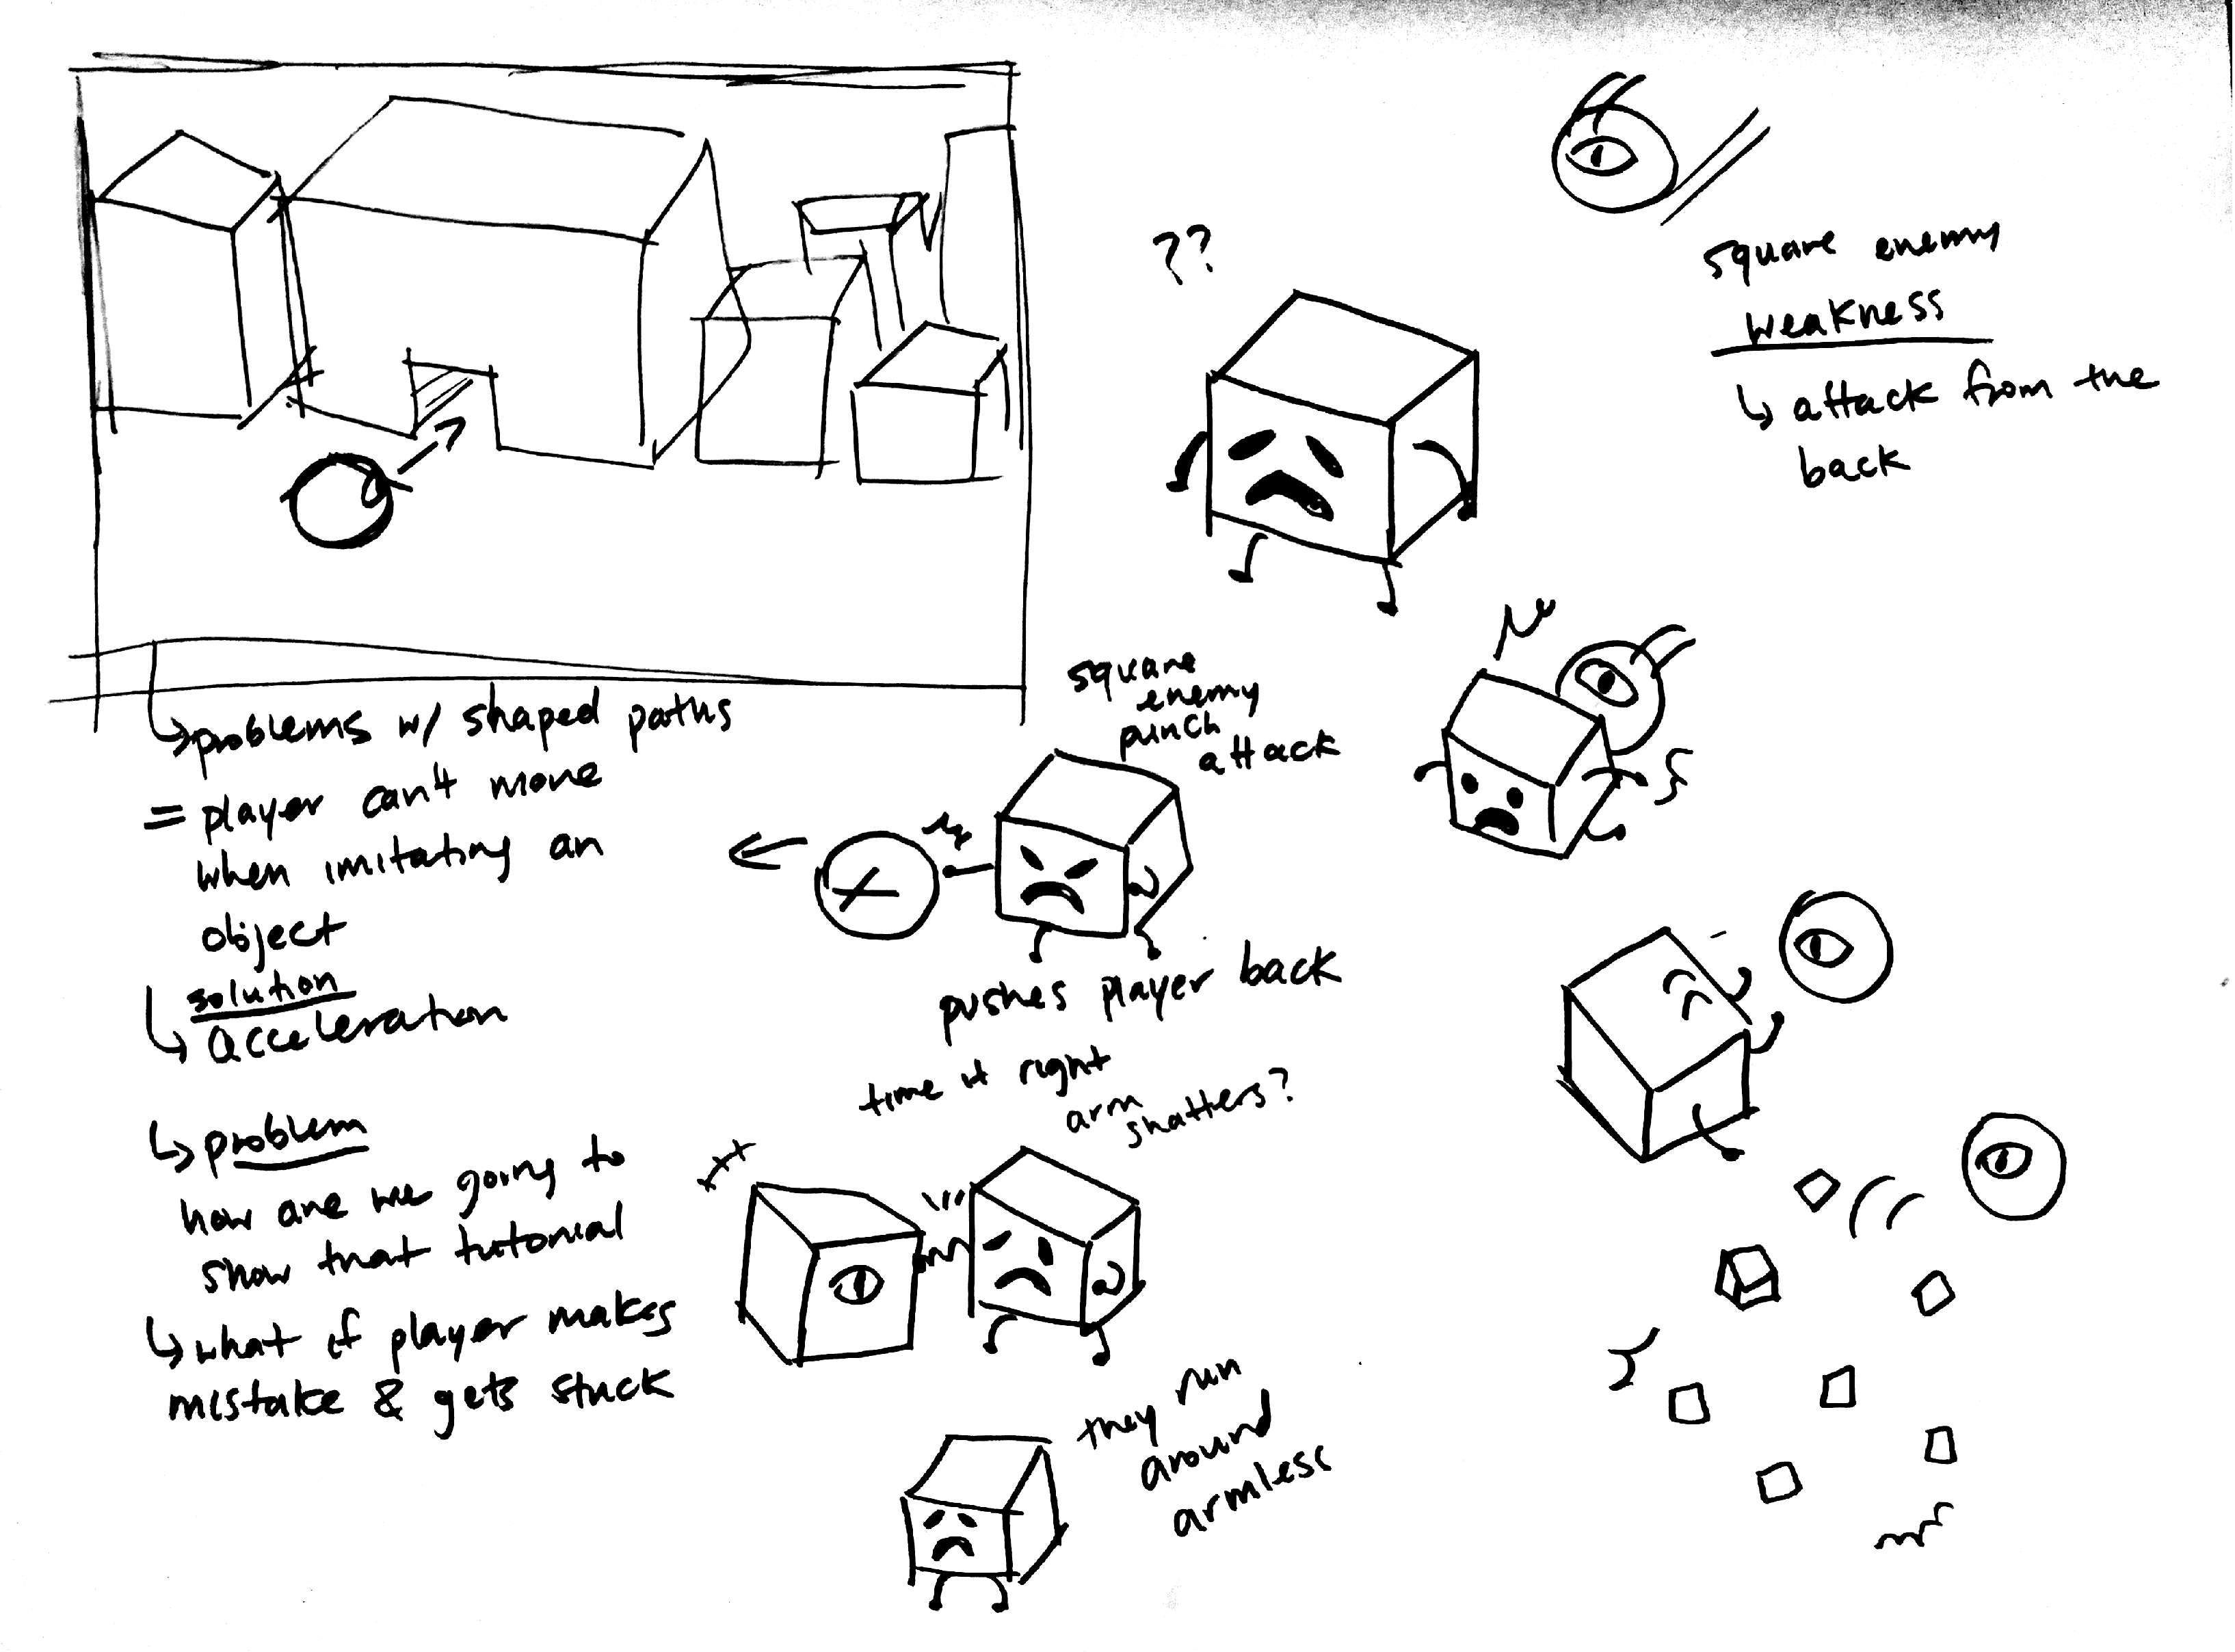 problems w/ shaped paths
= player can't move
when imitating an
object
solution
acceleration
problem
how are we going to
show that tutorial
what if player makes
mistake & gets stuck
??
square enemy
weakness
attack from the
back
square
enemy
punch
attack
pushes player back
time it right
arm
shatters?
they run
around
armless